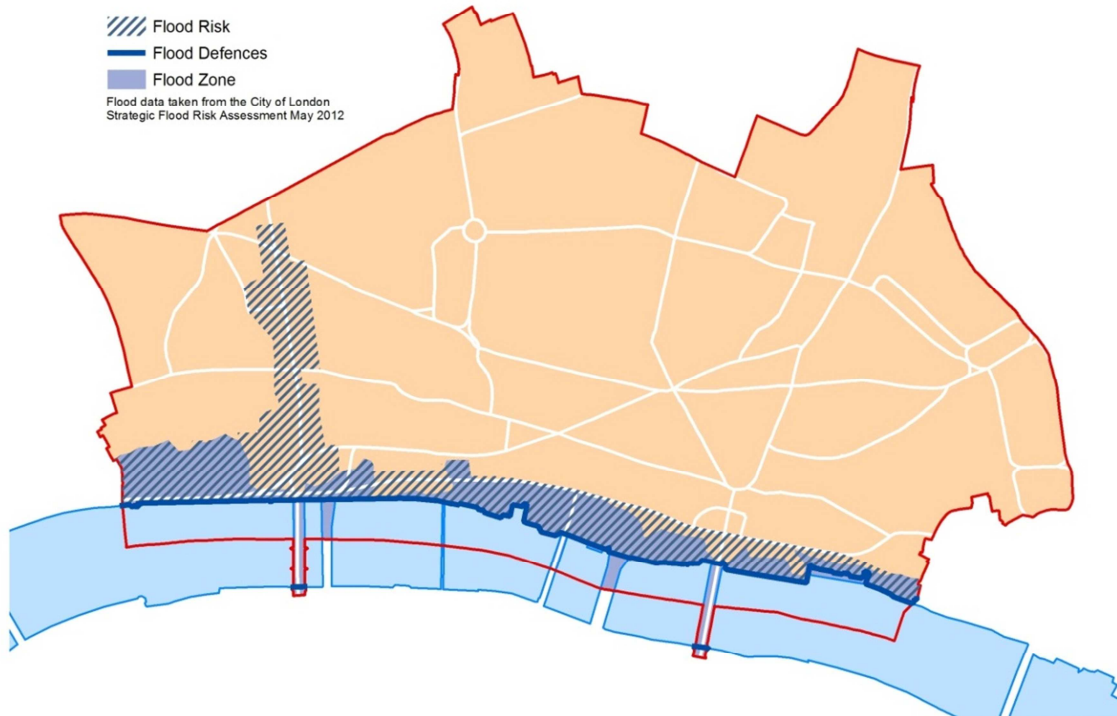 Flood Risk
Flood Defences
Flood Zone
Flood data taken from the City of London
Strategic Flood Risk Assessment May 2012